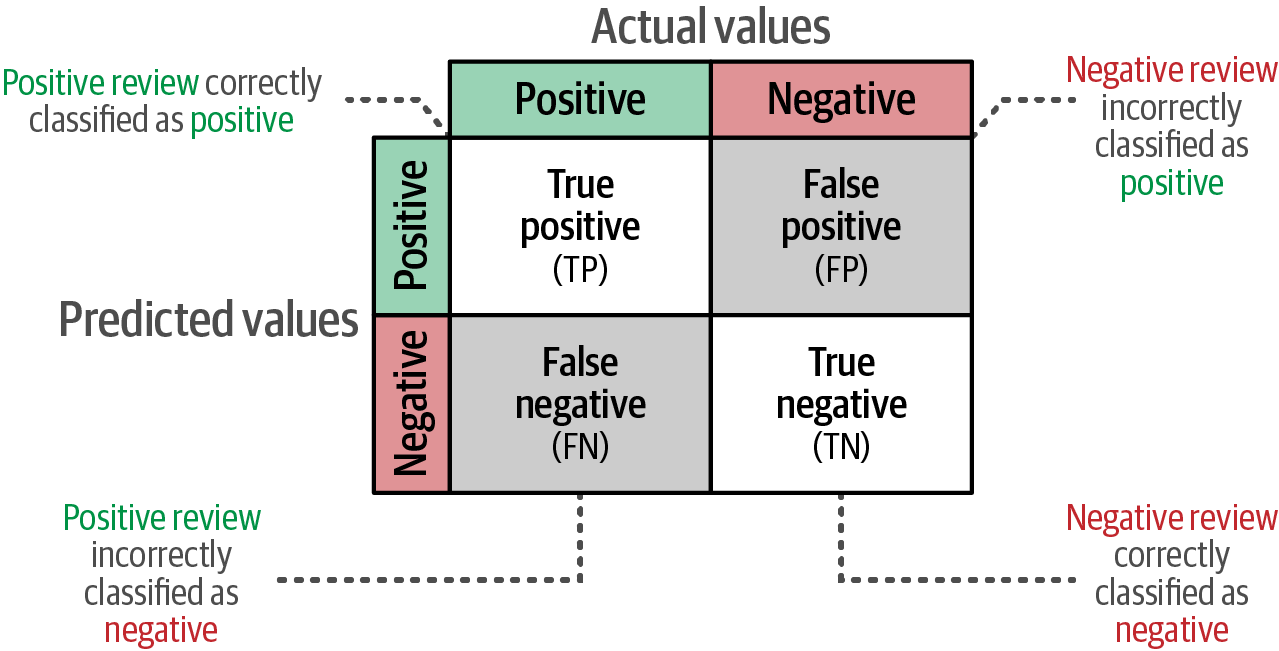 Actual values
Positive review correctly
classified as positive
Positive
Negative
Negative review
incorrectly
classified as
positive
Predicted values
Positive
True
positive
(TP)
False
positive
(FP)
Negative
False
negative
(FN)
True
negative
(TN)
Positive review
incorrectly
classified as
negative
Negative review
correctly
classified as
negative